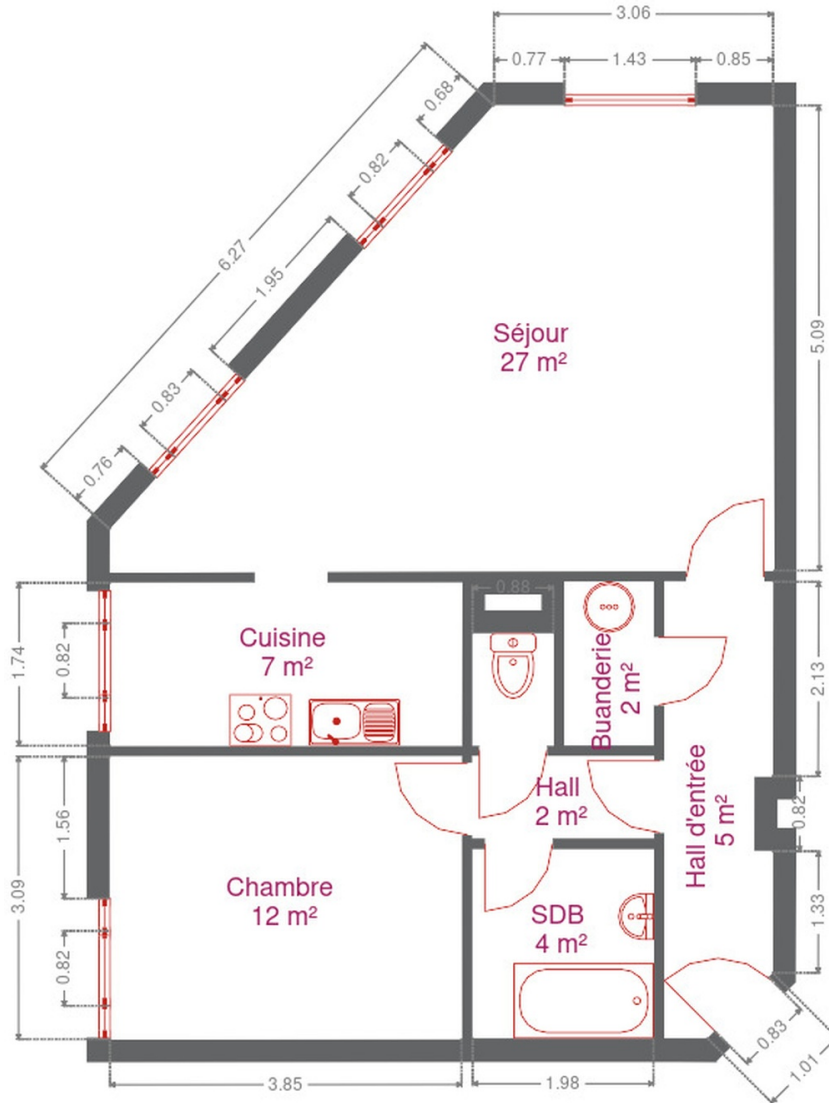 3.06
0.77
1.43
0.85
0.68
0.82
6.27
1.95
0.83
0.76
5.09
Séjour
27 m²
0.88
Cuisine
7 m²
1.74
0.82
Buanderie
2 m²
2.13
Hall
2 m²
Hall d'entrée
5 m²
0.82
1.56
3.09
0.82
Chambre
12 m²
SDB
4 m²
1.33
0.83
1.01
3.85
1.98